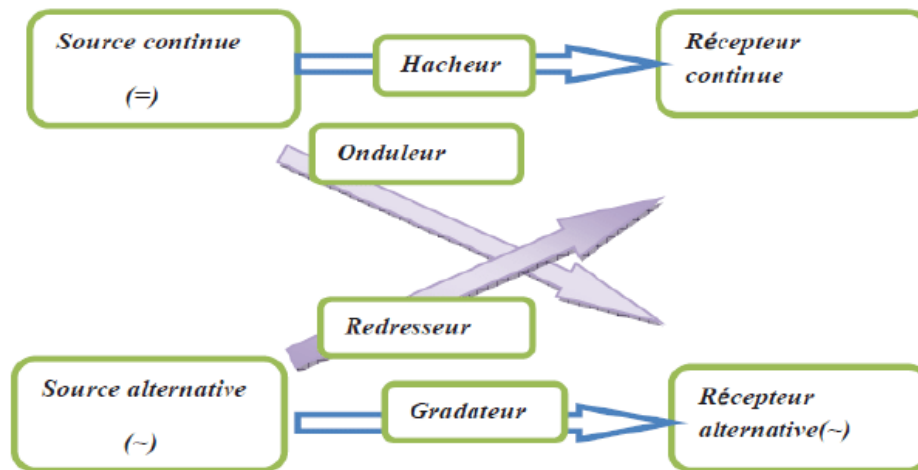 Source continue
(=)
Hacheur
Récepteur
continue
Onduleur
Redresseur
Source alternative
(~)
Gradateur
Récepteur
alternative(~)